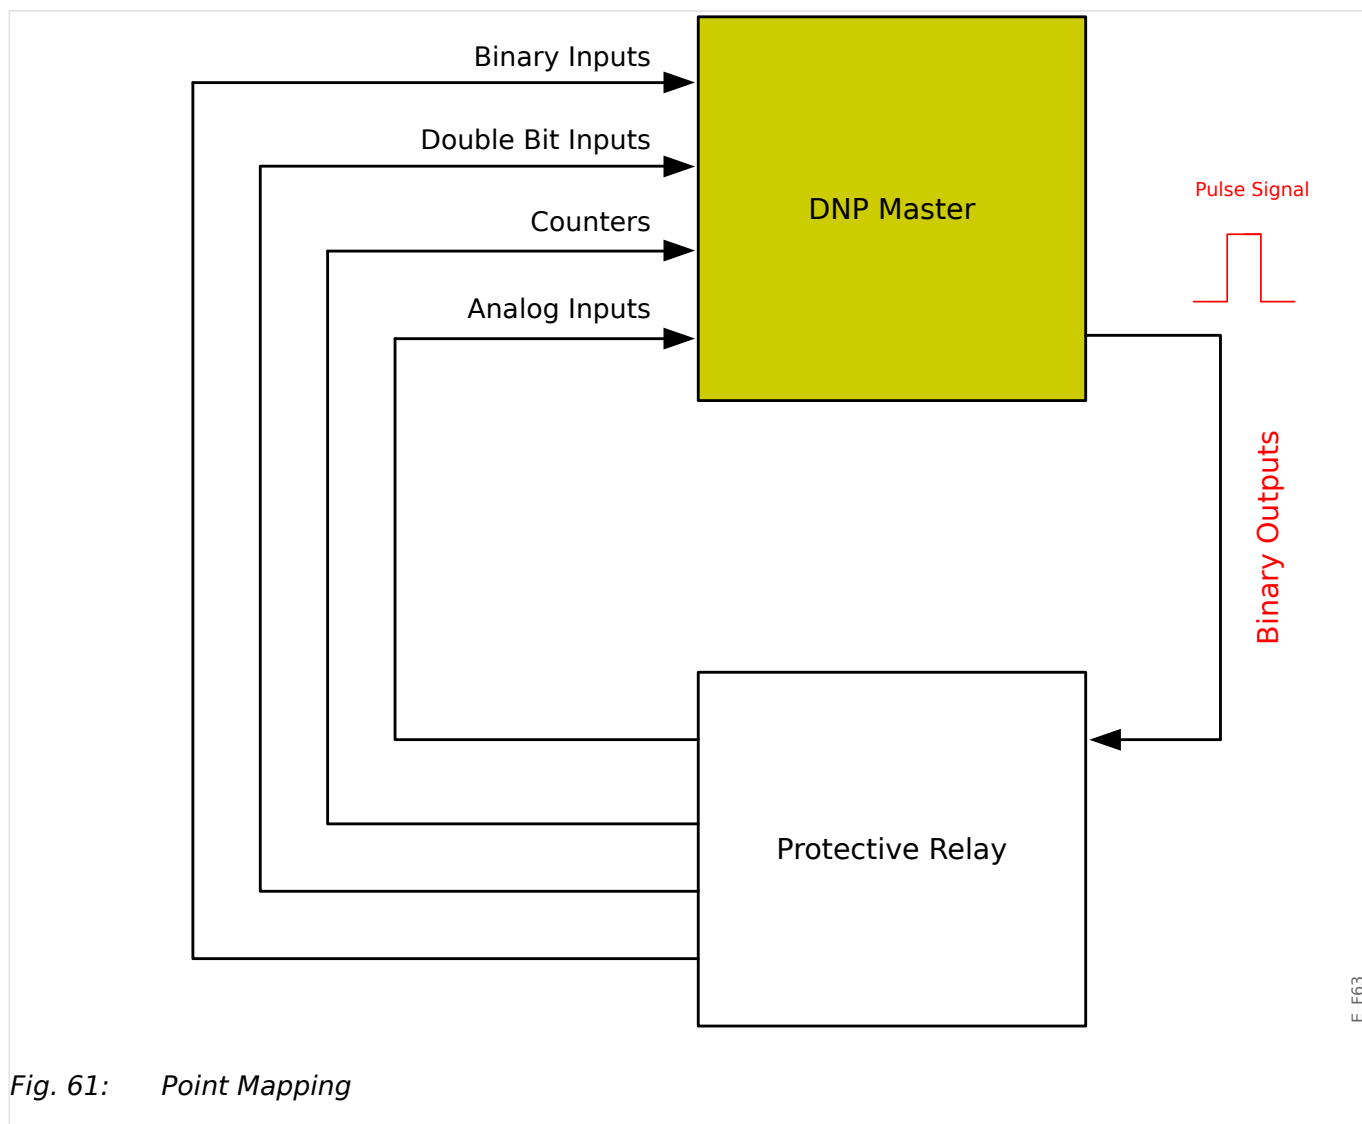 Binary Inputs
Double Bit Inputs
Counters
Analog Inputs
DNP Master
Pulse Signal
Binary Outputs
Protective Relay
E_F63
Fig. 61: Point Mapping